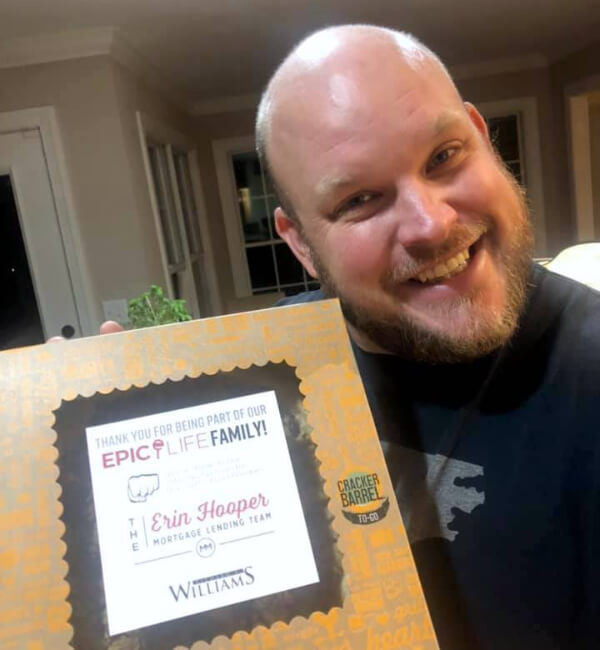 THANK YOU FOR BEING PART OF OUR
EPIC LIFE FAMILY!
THE
Erin Hooper
MORTGAGE LENDING TEAM
WILLIAMS
CRACKER
BARREL
TO-GO